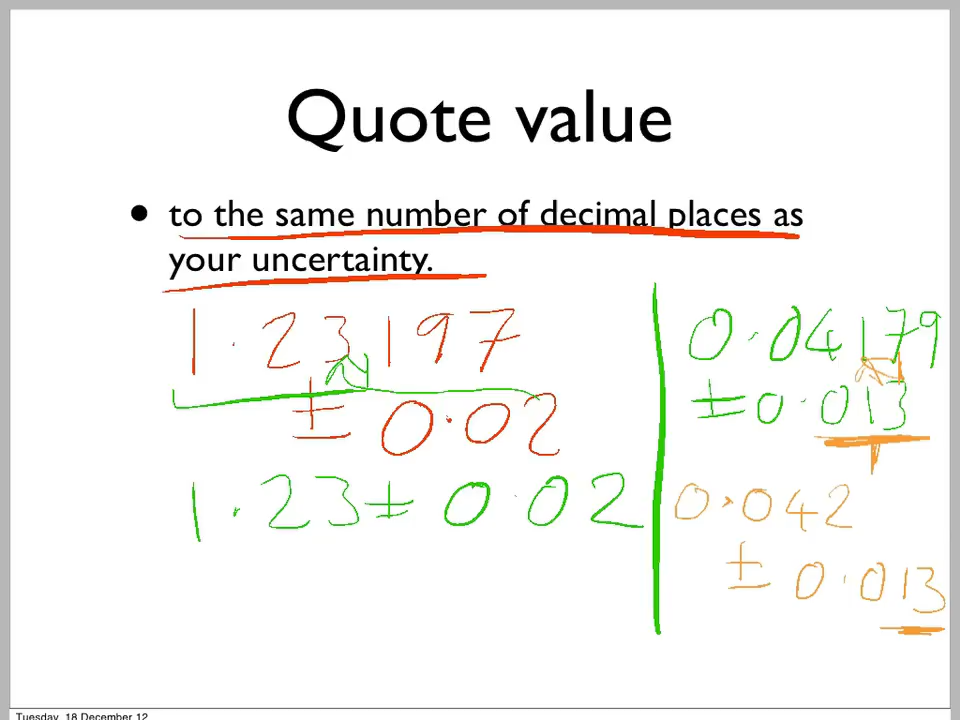 Quote value
• to the same number of decimal places as
your uncertainty.
1.23197
± 0.02
1.23 ± 0.02
0.04179
± 0.013
0.042
± 0.013
Tuesday, 18 December 12